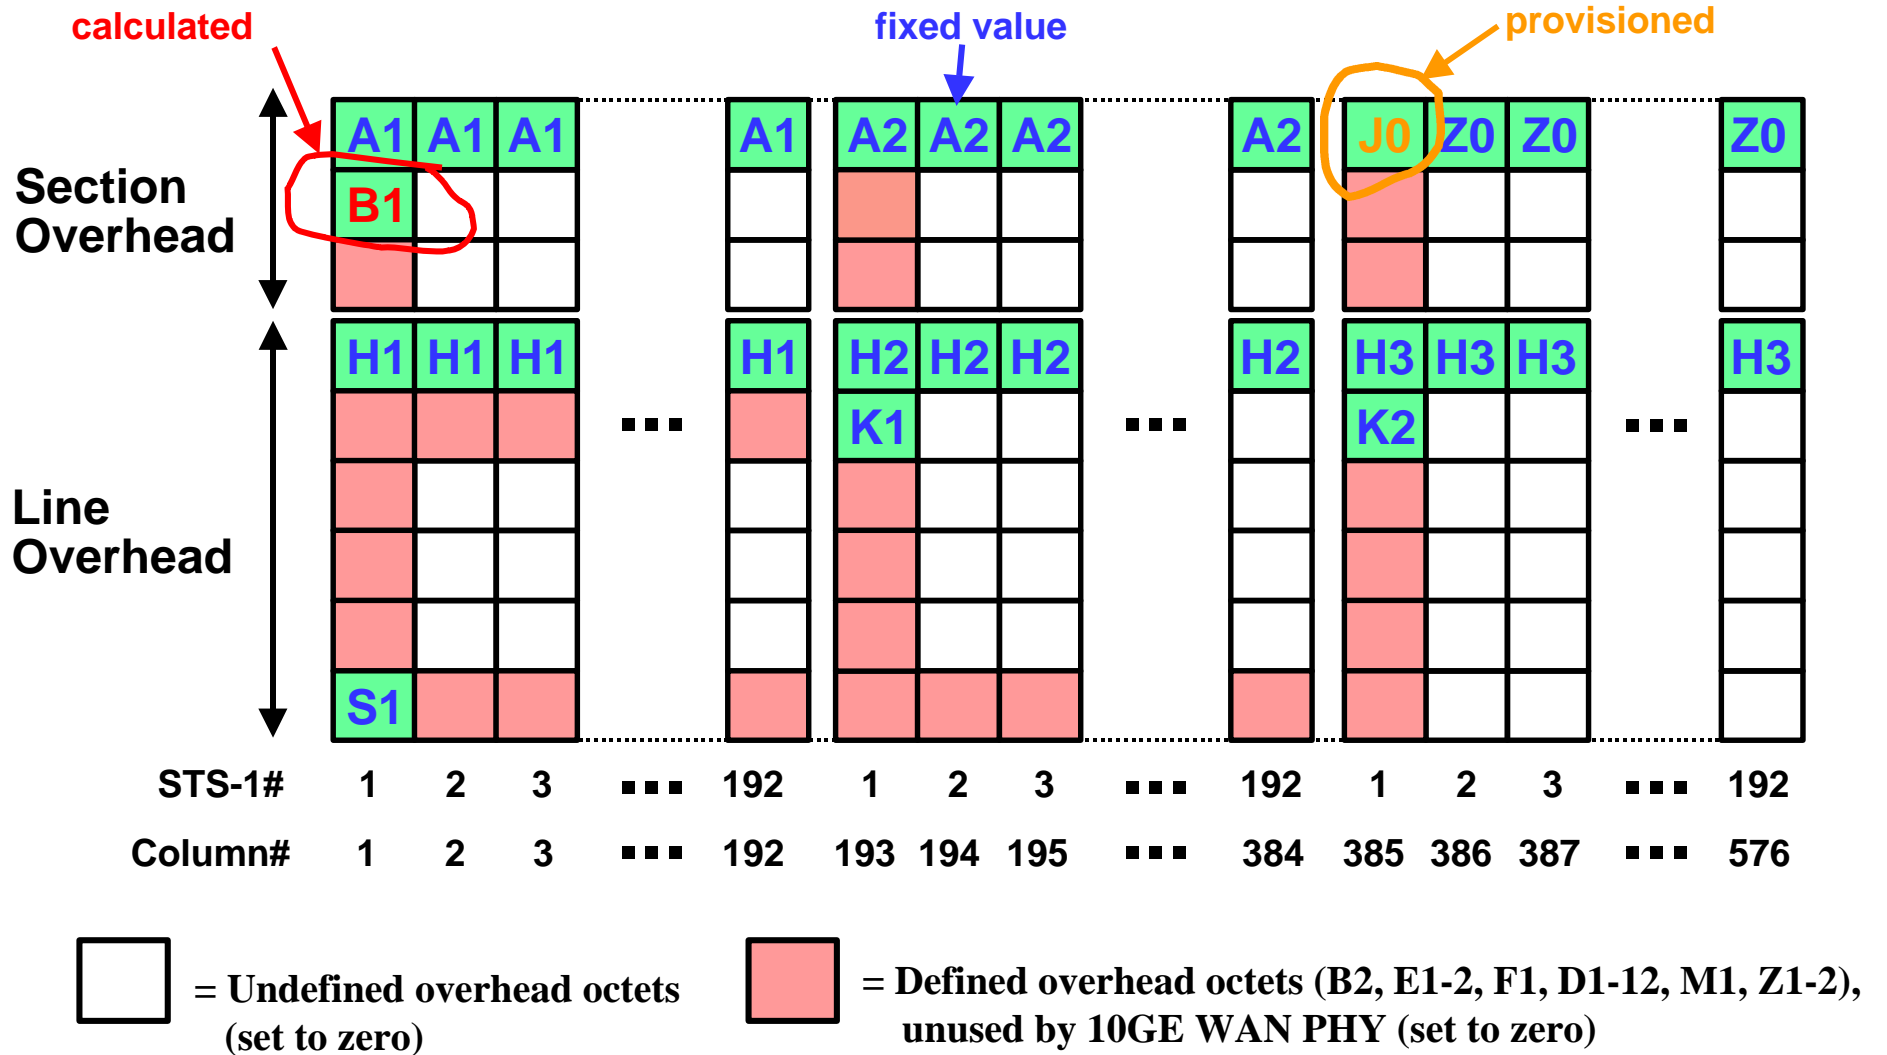 calculated fixed value provisioned
A1 A1 A1 A1 A2 A2 A2 A2 J0 Z0 Z0 Z0
Section
Overhead
B1
H1 H1 H1 H1 H2 H2 H2 H2 H3 H3 H3 H3
K1 K2
Line
Overhead
S1
STS-1# 1 2 3 ... 192 1 2 3 ... 192 1 2 3 ... 192
Column# 1 2 3 ... 192 193 194 195 ... 384 385 386 387 ... 576
= Undefined overhead octets
(set to zero)
= Defined overhead octets (B2, E1-2, F1, D1-12, M1, Z1-2),
unused by 10GE WAN PHY (set to zero)